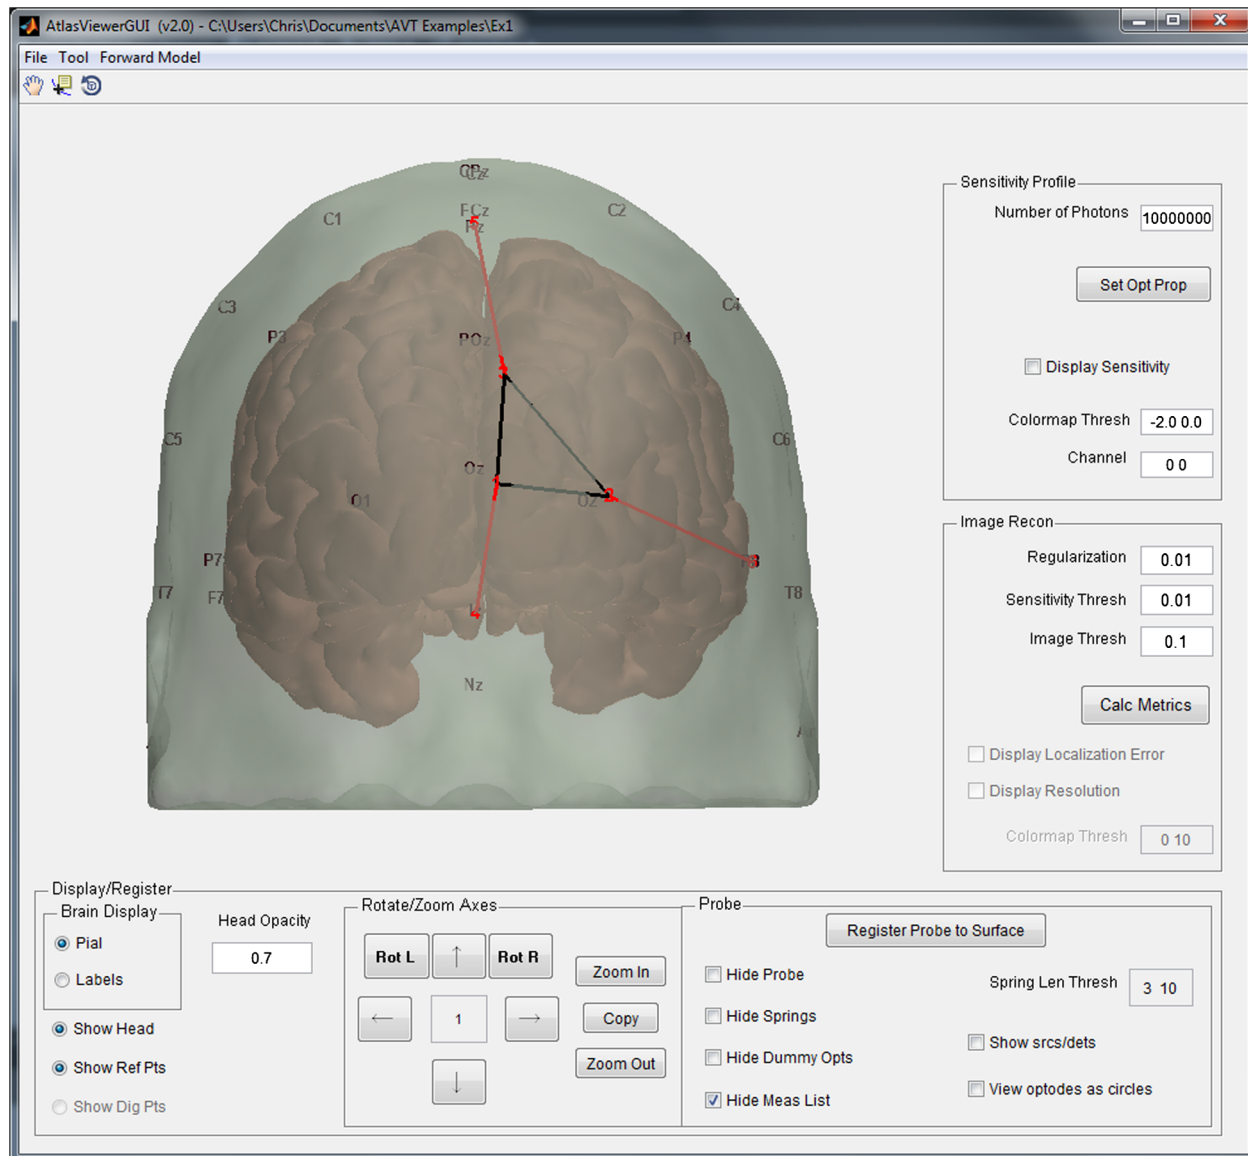 AtlasViewerGUI (v2.0) - C:\Users\Chris\Documents\AVT Examples\Ex1
File Tool Forward Model
Cz
C1
FCz
C2
C3
C4
P3
POz
P4
C5
C6
Oz
O1
O2
P7
T7
F7
T8
Nz
Sensitivity Profile
Number of Photons 10000000
Set Opt Prop
Display Sensitivity
Colormap Thresh -2.0 0.0
Channel 0 0
Image Recon
Regularization 0.01
Sensitivity Thresh 0.01
Image Thresh 0.1
Calc Metrics
Display Localization Error
Display Resolution
Colormap Thresh 0 10
Display/Register
Brain Display
Pial
Labels
Show Head
Show Ref Pts
Show Dig Pts
Head Opacity
0.7
Rotate/Zoom Axes
Rot L ↑ Rot R
← 1 →
↓
Zoom In
Copy
Zoom Out
Probe
Register Probe to Surface
Hide Probe
Hide Springs
Hide Dummy Opts
Hide Meas List
Spring Len Thresh 3 10
Show srcs/dets
View optodes as circles